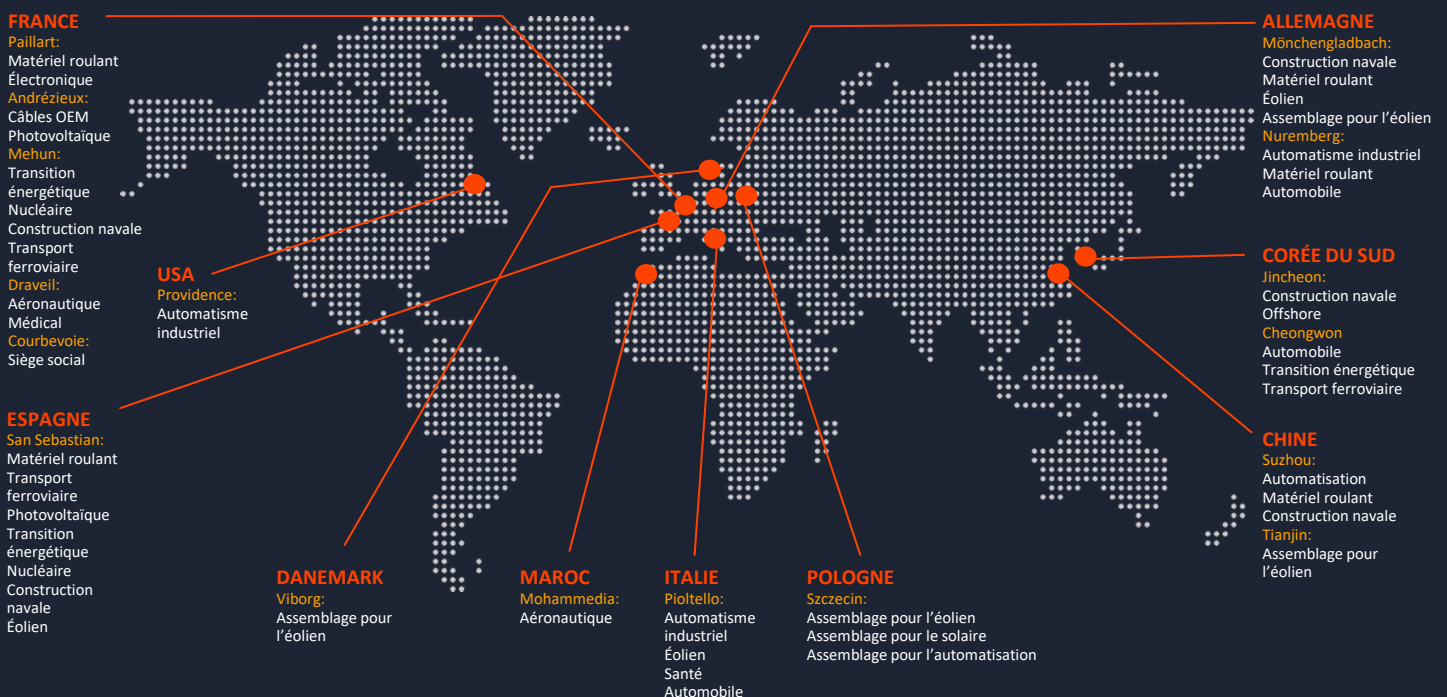 FRANCE
Paillart:
Matériel roulant
Électronique
Andrézieux:
Câbles OEM
Photovoltaïque
Mehun:
Transition
énergétique
Nucléaire
Construction navale
Transport
ferroviaire
Draveil:
Aéronautique
Médical
Courbevoie:
Siège social
USA
Providence:
Automatisme
industriel
ESPAGNE
San Sebastian:
Matériel roulant
Transport
ferroviaire
Photovoltaïque
Transition
énergétique
Nucléaire
Construction
navale
Éolien
DANEMARK
Viborg:
Assemblage pour
l’éolien
MAROC
Mohammedia:
Aéronautique
ITALIE
Pioltello:
Automatisme
industriel
Éolien
Santé
Automobile
POLOGNE
Szczecin:
Assemblage pour l’éolien
Assemblage pour le solaire
Assemblage pour l’automatisation
ALLEMAGNE
Mönchengladbach:
Construction navale
Matériel roulant
Éolien
Assemblage pour l’éolien
Nuremberg:
Automatisme industriel
Matériel roulant
Automobile
CORÉE DU SUD
Jincheon:
Construction navale
Offshore
Cheongwon
Automobile
Transition énergétique
Transport ferroviaire
CHINE
Suzhou:
Automatisation
Matériel roulant
Construction navale
Tianjin:
Assemblage pour
l’éolien